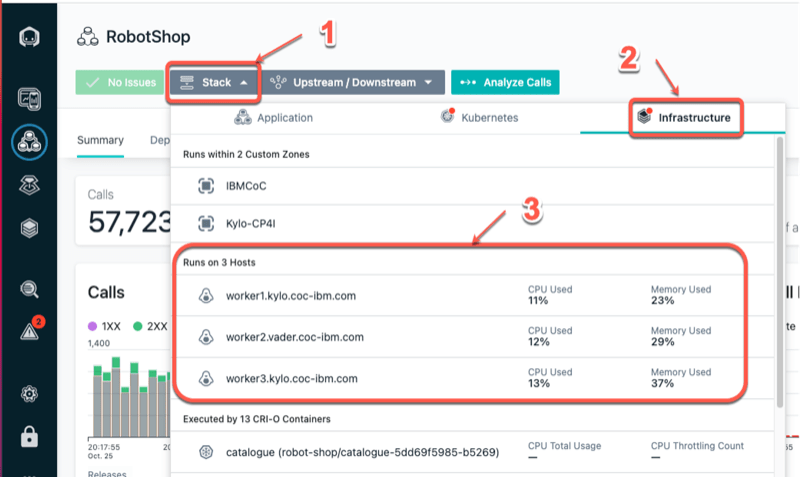 RobotShop
1
2
No Issues
Stack
Upstream / Downstream
Analyze Calls
Application
Kubernetes
Infrastructure
Summary
Dep
Runs within 2 Custom Zones
IBMCoC
Kylo-CP4I
Calls
57,723
3
Runs on 3 Hosts
worker1.kylo.coc-ibm.com
CPU Used
11%
Memory Used
23%
worker2.vader.coc-ibm.com
CPU Used
12%
Memory Used
29%
worker3.kylo.coc-ibm.com
CPU Used
13%
Memory Used
37%
Calls
1XX
2XX
1,400
2
20:17:55
Oct. 25
Releases
Executed by 13 CRI-O Containers
catalogue (robot-shop/catalogue-5dd69f5985-b5269)
CPU Total Usage
—
CPU Throttling Count
—